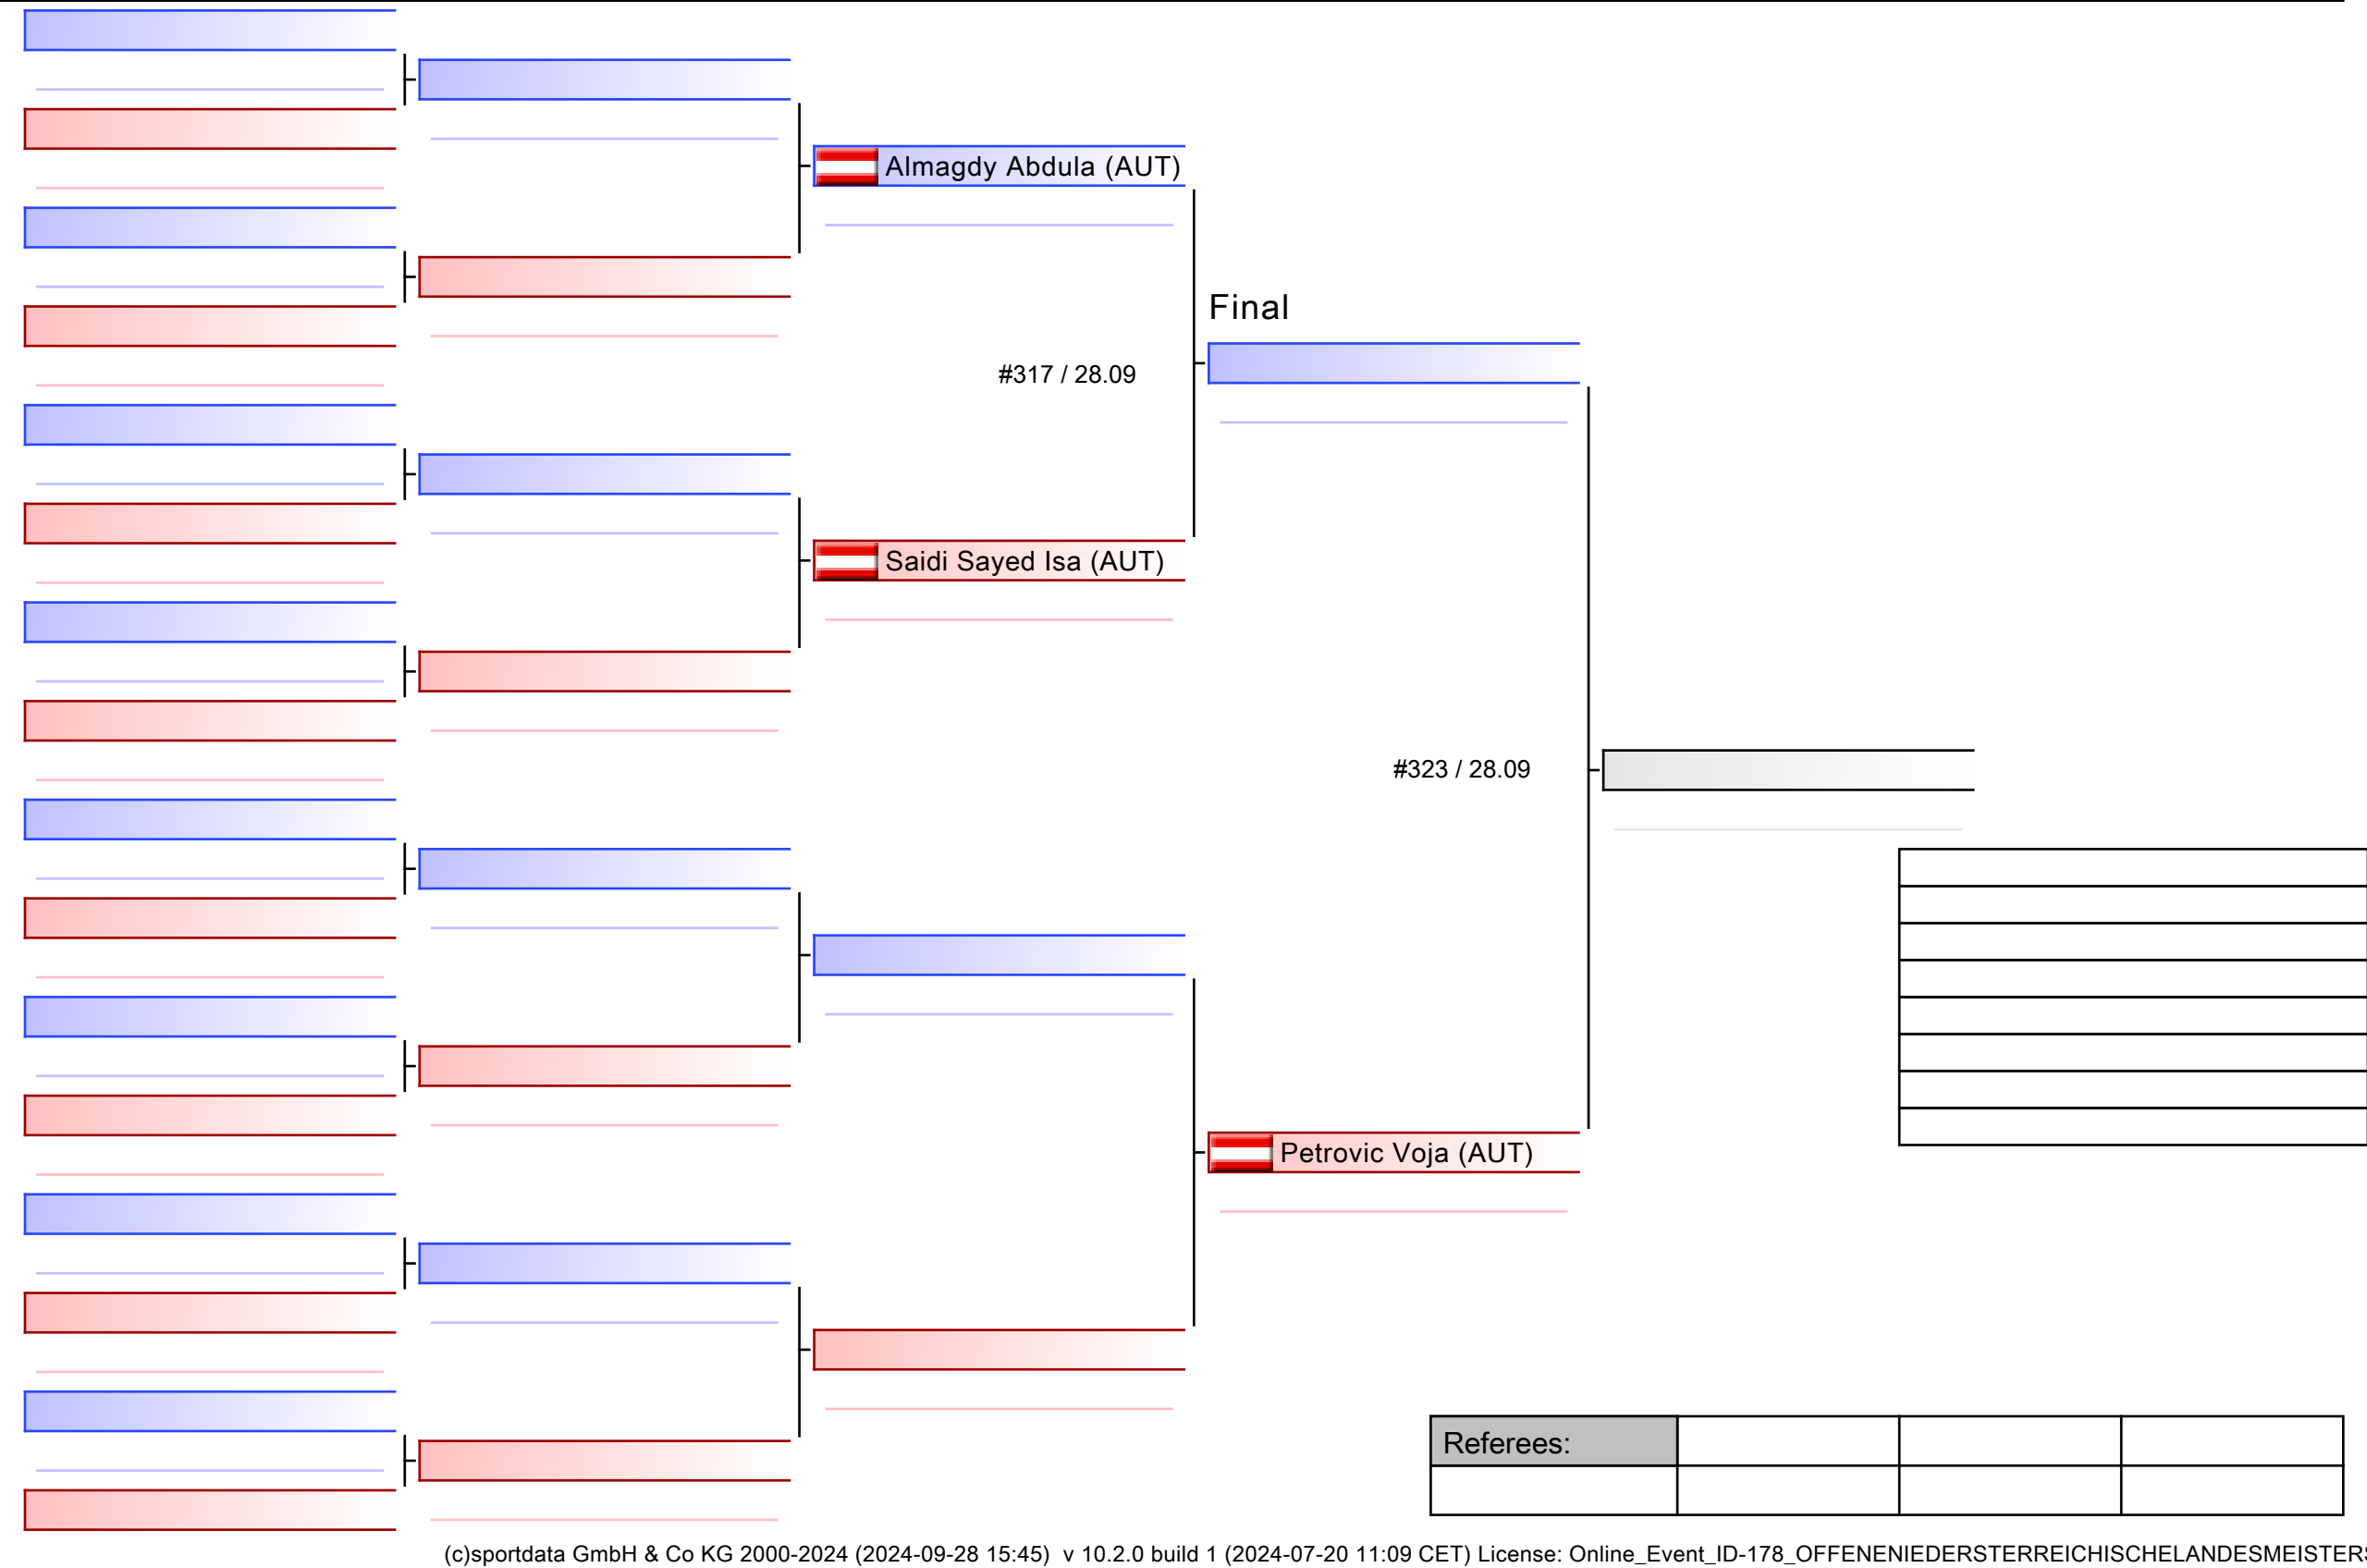 Almagdy Abdula (AUT)
Final
#317 / 28.09
Saidi Sayed Isa (AUT)
#323 / 28.09
Petrovic Voja (AUT)
Referees:
(c)sportdata GmbH & Co KG 2000-2024 (2024-09-28 15:45) v 10.2.0 build 1 (2024-07-20 11:09 CET) License: Online_Event_ID-178_OFFENENIEDERSTERREICHISCHELANDESMEISTERS